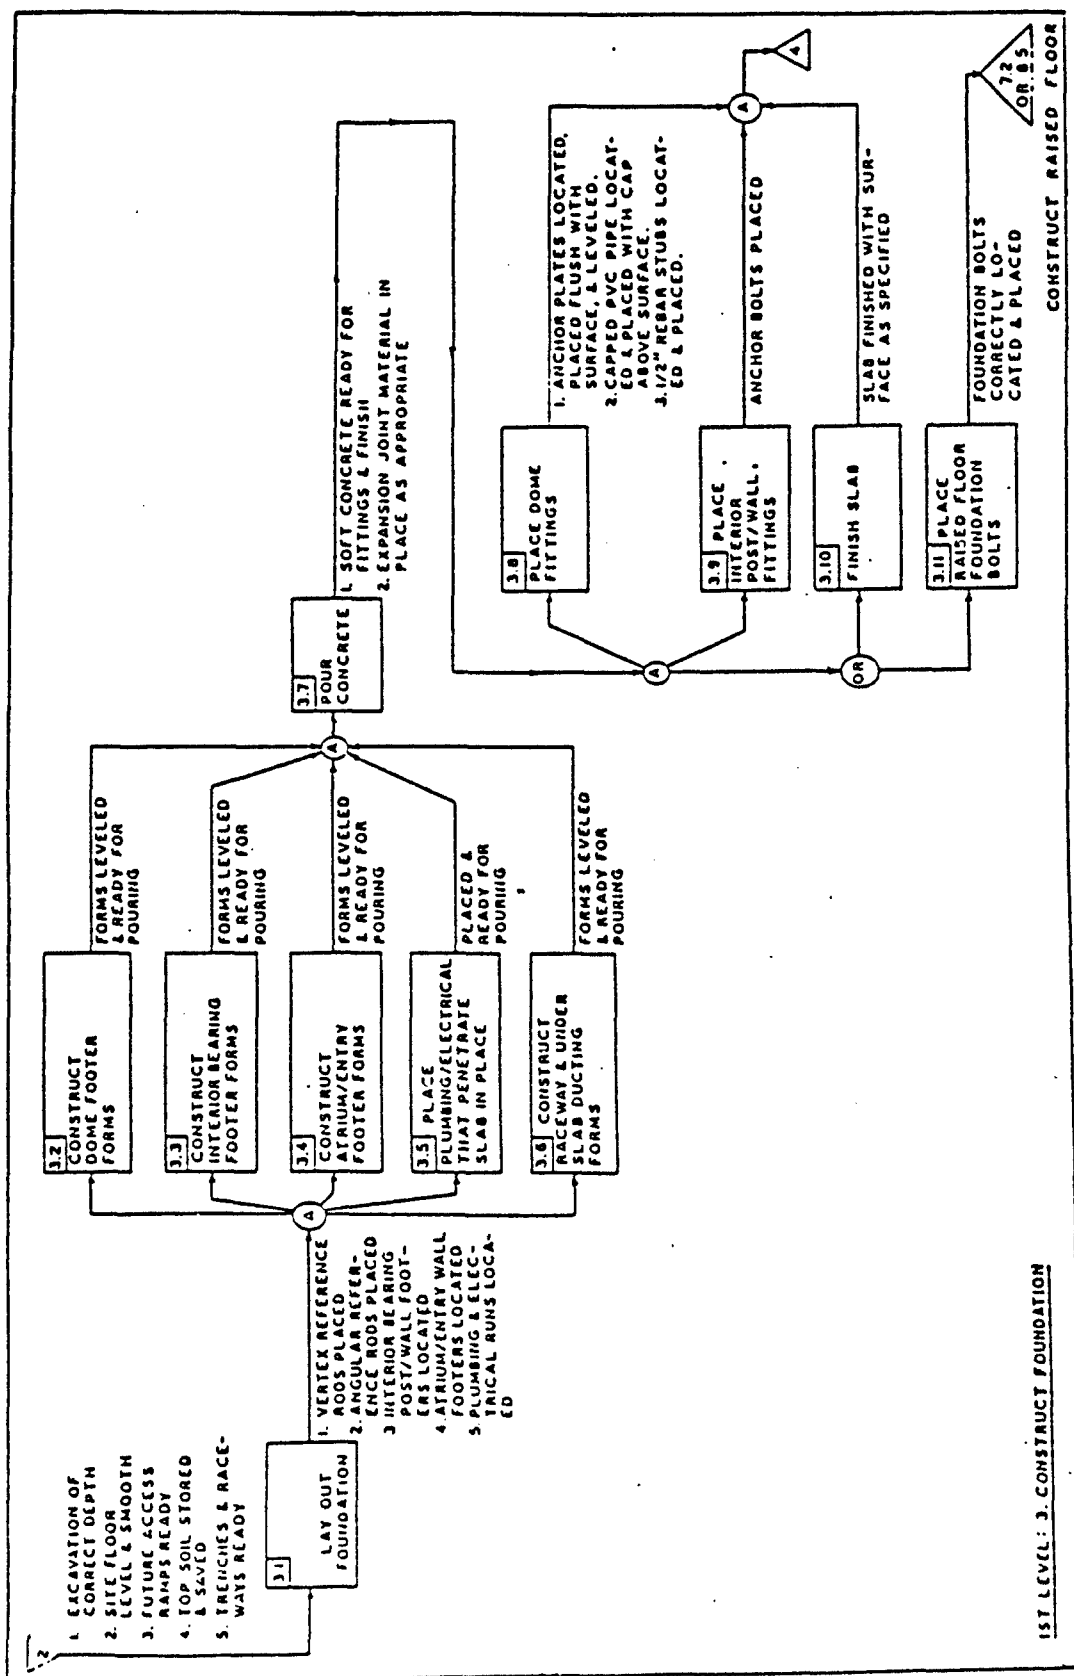 2
1. EXCAVATION OF
CORRECT DEPTH
2. SITE FLOOR
LEVEL & SMOOTH
3. FUTURE ACCESS
RAMPS READY
4. TOP SOIL STORED
& SAVED
5. TRENCHES & RACE-
WAYS READY
3.1
LAY OUT
FOUNDATION
1. VERTEX REFERENCE
RODS PLACED
2. ANGULAR REFER-
ENCE RODS PLACED
3 INTERIOR BEARING
POST/WALL FOOT-
ERS LOCATED
4. ATRIUM/ENTRY WALL
FOOTERS LOCATED
5. PLUMBING & ELEC-
TRICAL RUNS LOCA-
ED
A
3.2
CONSTRUCT
DOME FOOTER
FORMS
FORMS LEVELED
& READY FOR
POURING
3.3
CONSTRUCT
INTERIOR BEARING
FOOTER FORMS
FORMS LEVELED
& READY FOR
POURING
3.4
CONSTRUCT
ATRIUM/ENTRY
FOOTER FORMS
FORMS LEVELED
& READY FOR
POURING
3.5 PLACE
PLUMBING/ELECTRICAL
THAT PENETRATE
SLAB IN PLACE
PLACED &
READY FOR
POURING
3.6 CONSTRUCT
RACEWAY & UNDER
SLAB DUCTING
FORMS
FORMS LEVELED
& READY FOR
POURING
A
3.7
POUR
CONCRETE
1. SOFT CONCRETE READY FOR
FITTINGS & FINISH
2. EXPANSION JOINT MATERIAL IN
PLACE AS APPROPRIATE
A
OR
3.8
PLACE DOME
FITTINGS
1. ANCHOR PLATES LOCATED,
PLACED FLUSH WITH
SURFACE, & LEVELED.
2. CAPPED PVC PIPE LOCAT-
ED & PLACED WITH CAP
ABOVE SURFACE.
3. 1/2" REBAR STUBS LOCAT-
ED & PLACED.
3.9 PLACE
INTERIOR
POST/WALL
FITTINGS
ANCHOR BOLTS PLACED
3.10
FINISH SLAB
SLAB FINISHED WITH SUR-
FACE AS SPECIFIED
3.11 PLACE
RAISED FLOOR
FOUNDATION
BOLTS
FOUNDATION BOLTS
CORRECTLY LO-
CATED & PLACED
A
4
7.2
OR 8.5
1ST LEVEL: 3. CONSTRUCT FOUNDATION
CONSTRUCT RAISED FLOOR